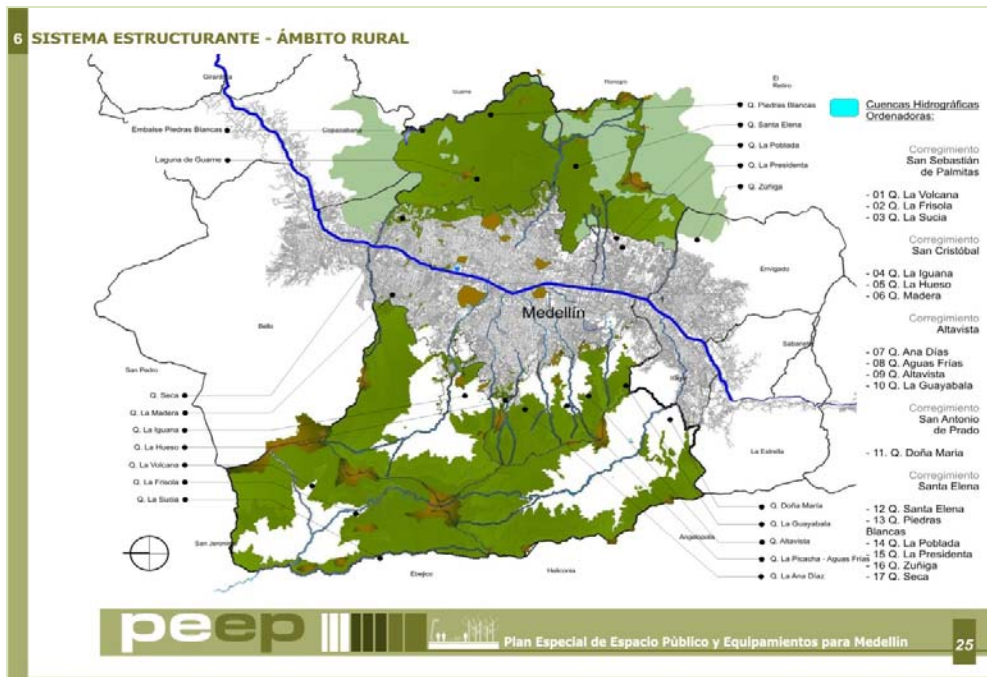 6 SISTEMA ESTRUCTURANTE - ÁMBITO RURAL
Girardota
Guarne
Rionegro
El
Retiro
Copacabana
Embalse Piedras Blancas
Laguna de Guarne
Q. Piedras Blancas
Q. Santa Elena
Q. La Poblada
Q. La Presidenta
Q. Zúñiga
Cuencas Hidrográficas
Ordenadoras:
Corregimiento
San Sebastián
de Palmitas
- 01 Q. La Volcana
- 02 Q. La Frisola
- 03 Q. La Sucia
Corregimiento
San Cristóbal
- 04 Q. La Iguana
- 05 Q. La Hueso
- 06 Q. Madera
Corregimiento
Altavista
- 07 Q. Ana Días
- 08 Q. Aguas Frías
- 09 Q. Altavista
- 10 Q. La Guayabala
Corregimiento
San Antonio
de Prado
- 11. Q. Doña Maria
Corregimiento
Santa Elena
- 12 Q. Santa Elena
- 13 Q. Piedras
Blancas
- 14 Q. La Poblada
- 15 Q. La Presidenta
- 16 Q. Zuñiga
- 17 Q. Seca
Envigado
Sabaneta
Medellín
Itagüí
La Estrella
Bello
San Pedro
Q. Seca
Q. La Madera
Q. La Iguana
Q. La Hueso
Q. La Volcana
Q. La Frisola
Q. La Sucia
San Jeronimo
Ebejico
Heliconia
Angelópolis
Q. Doña María
Q. La Guayabala
Q. Altavista
Q. La Picacha - Aguas Frías
Q. La Ana Díaz
peep
Plan Especial de Espacio Público y Equipamientos para Medellín
25